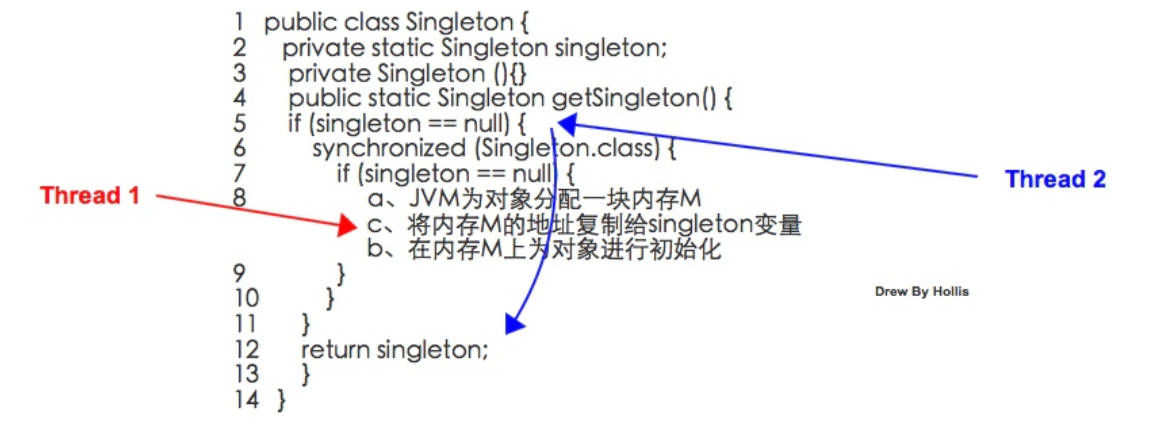 1 public class Singleton {
2 private static Singleton singleton;
3 private Singleton (){}
4 public static Singleton getSingleton() {
5 if (singleton == null) {
6 synchronized (Singleton.class) {
7 if (singleton == null) {
8 a、JVM为对象分配一块内存M
c、将内存M的地址复制给singleton变量
b、在内存M上为对象进行初始化
9 }
10 }
11 }
12 return singleton;
13 }
14 }
Thread 1
Thread 2
Drew By Hollis